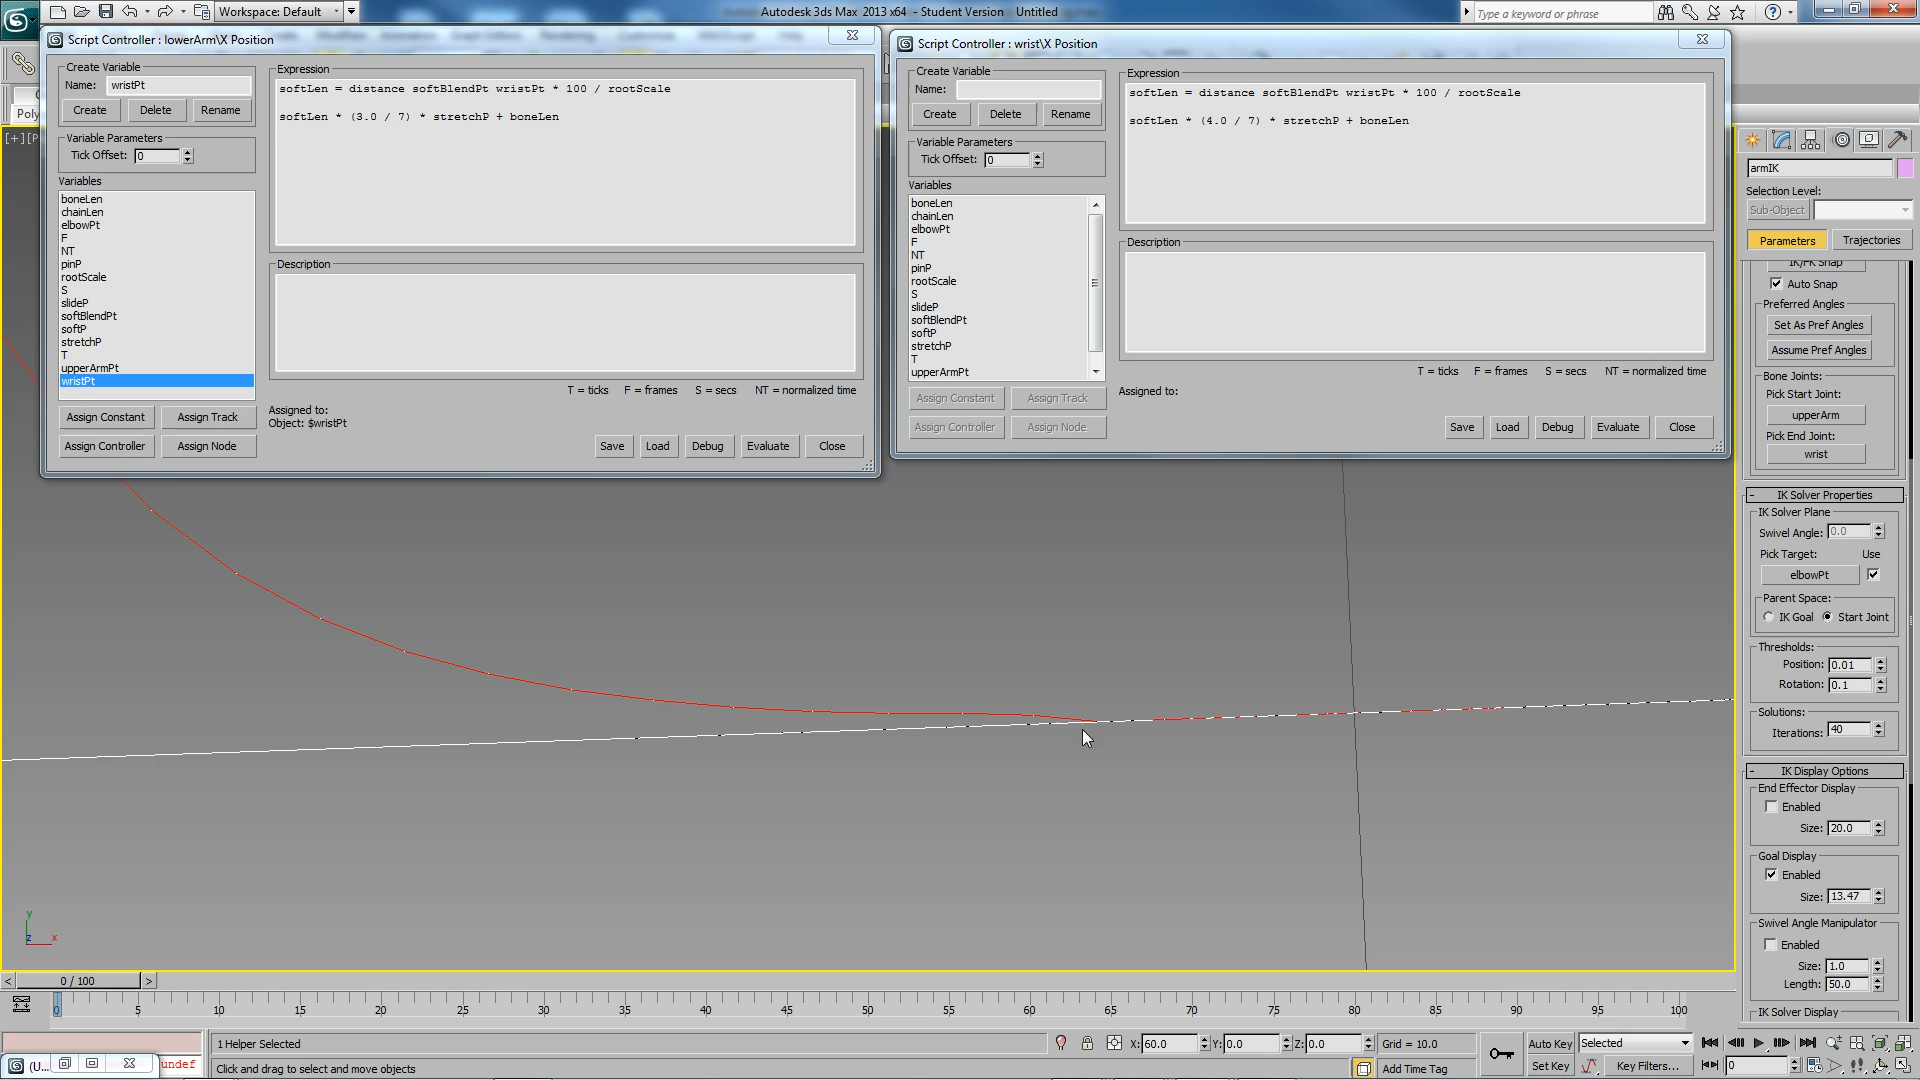 Workspace: Default
Autodesk 3ds Max 2013 x64 - Student Version Untitled
Type a keyword or phrase
Script Controller : lowerArm\X Position
Create Variable
Name: wristPt
Create Delete Rename
Variable Parameters
Tick Offset: 0
Variables
boneLen
chainLen
elbowPt
F
NT
pinP
rootScale
S
slideP
softBlendPt
softP
stretchP
T
upperArmPt
wristPt
Assign Constant Assign Track
Assign Controller Assign Node
Expression
softLen = distance softBlendPt wristPt * 100 / rootScale
softLen * (3.0 / 7) * stretchP + boneLen
Description
T = ticks F = frames S = secs NT = normalized time
Assigned to:
Object: $wristPt
Save Load Debug Evaluate Close
Script Controller : wrist\X Position
Create Variable
Name:
Create Delete Rename
Variable Parameters
Tick Offset: 0
Variables
boneLen
chainLen
elbowPt
F
NT
pinP
rootScale
S
slideP
softBlendPt
softP
stretchP
T
upperArmPt
Assign Constant Assign Track
Assign Controller Assign Node
Expression
softLen = distance softBlendPt wristPt * 100 / rootScale
softLen * (4.0 / 7) * stretchP + boneLen
Description
T = ticks F = frames S = secs NT = normalized time
Assigned to:
Save Load Debug Evaluate Close
Poly
[+][P
armIK
Selection Level:
Sub-Object
Parameters Trajectories
IK/FK Snap
Auto Snap
Preferred Angles
Set As Pref Angles
Assume Pref Angles
Bone Joints:
Pick Start Joint:
upperArm
Pick End Joint:
wrist
- IK Solver Properties
IK Solver Plane
Swivel Angle: 0.0
Pick Target: Use
elbowPt
Parent Space:
IK Goal Start Joint
Thresholds:
Position: 0.01
Rotation: 0.1
Solutions:
Iterations: 40
- IK Display Options
End Effector Display
Enabled
Size: 20.0
Goal Display
Enabled
Size: 13.47
Swivel Angle Manipulator
Enabled
Size: 1.0
Length: 50.0
IK Solver Display
y
z x
< 0 / 100 >
0 5 10 15 20 25 30 35 40 45 50 55 60 65 70 75 80 85 90 95 100
1 Helper Selected
X: 60.0 Y: 0.0 Z: 0.0 Grid = 10.0
Auto Key Selected
(U... undef
Click and drag to select and move objects
Add Time Tag
Set Key Key Filters... 0